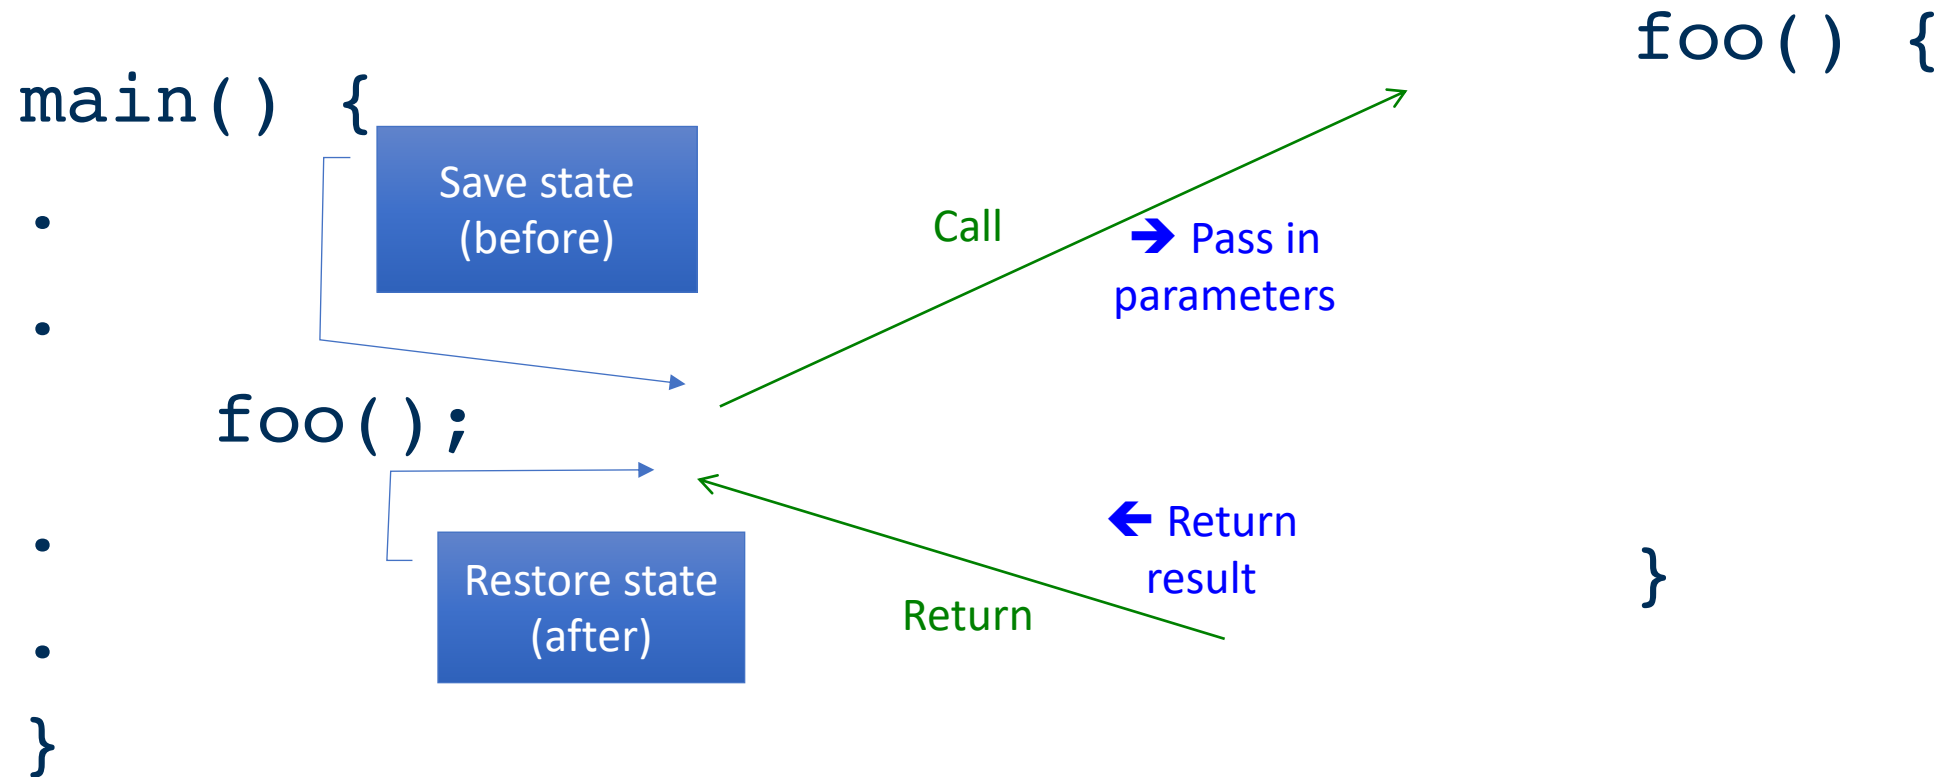 foo() {
main() {
Save state
(before)
Call
➔ Pass in
parameters
foo();
🡸 Return
result
Restore state
(after)
Return
}
}